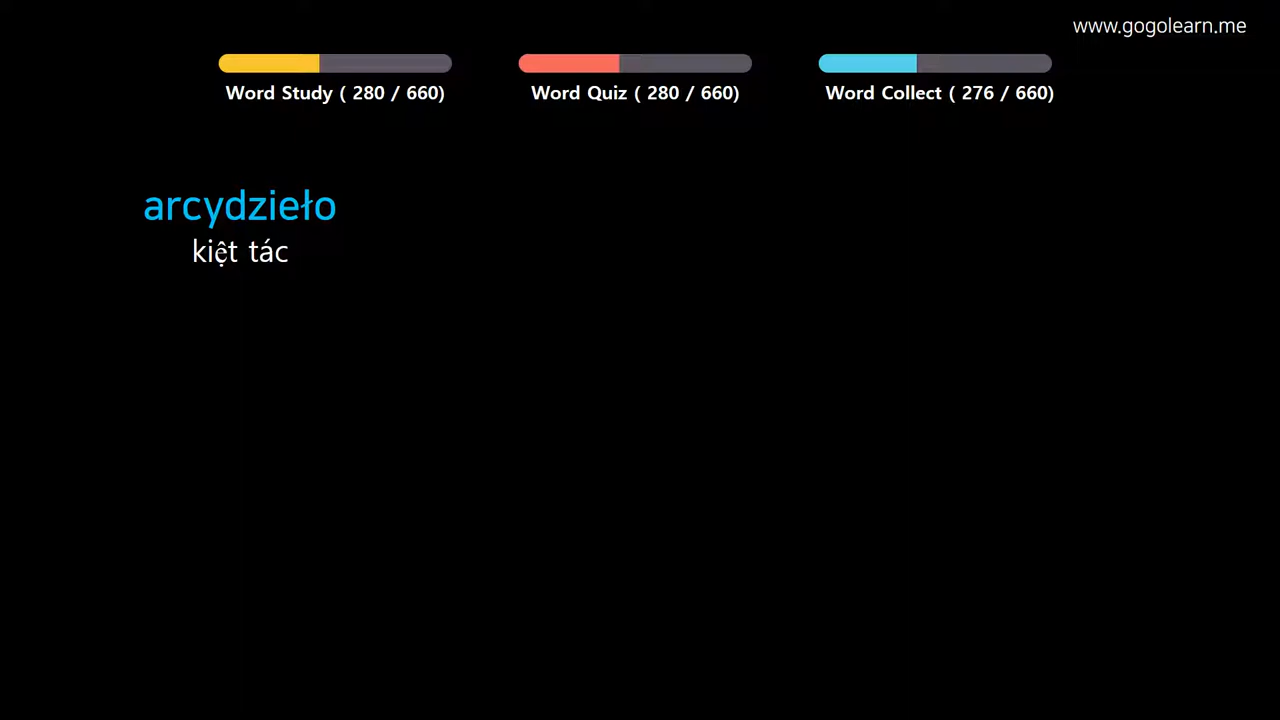 www.gogolearn.me
Word Study ( 280 / 660)
Word Quiz ( 280 / 660)
Word Collect ( 276 / 660)
arcydzieło
kiệt tác